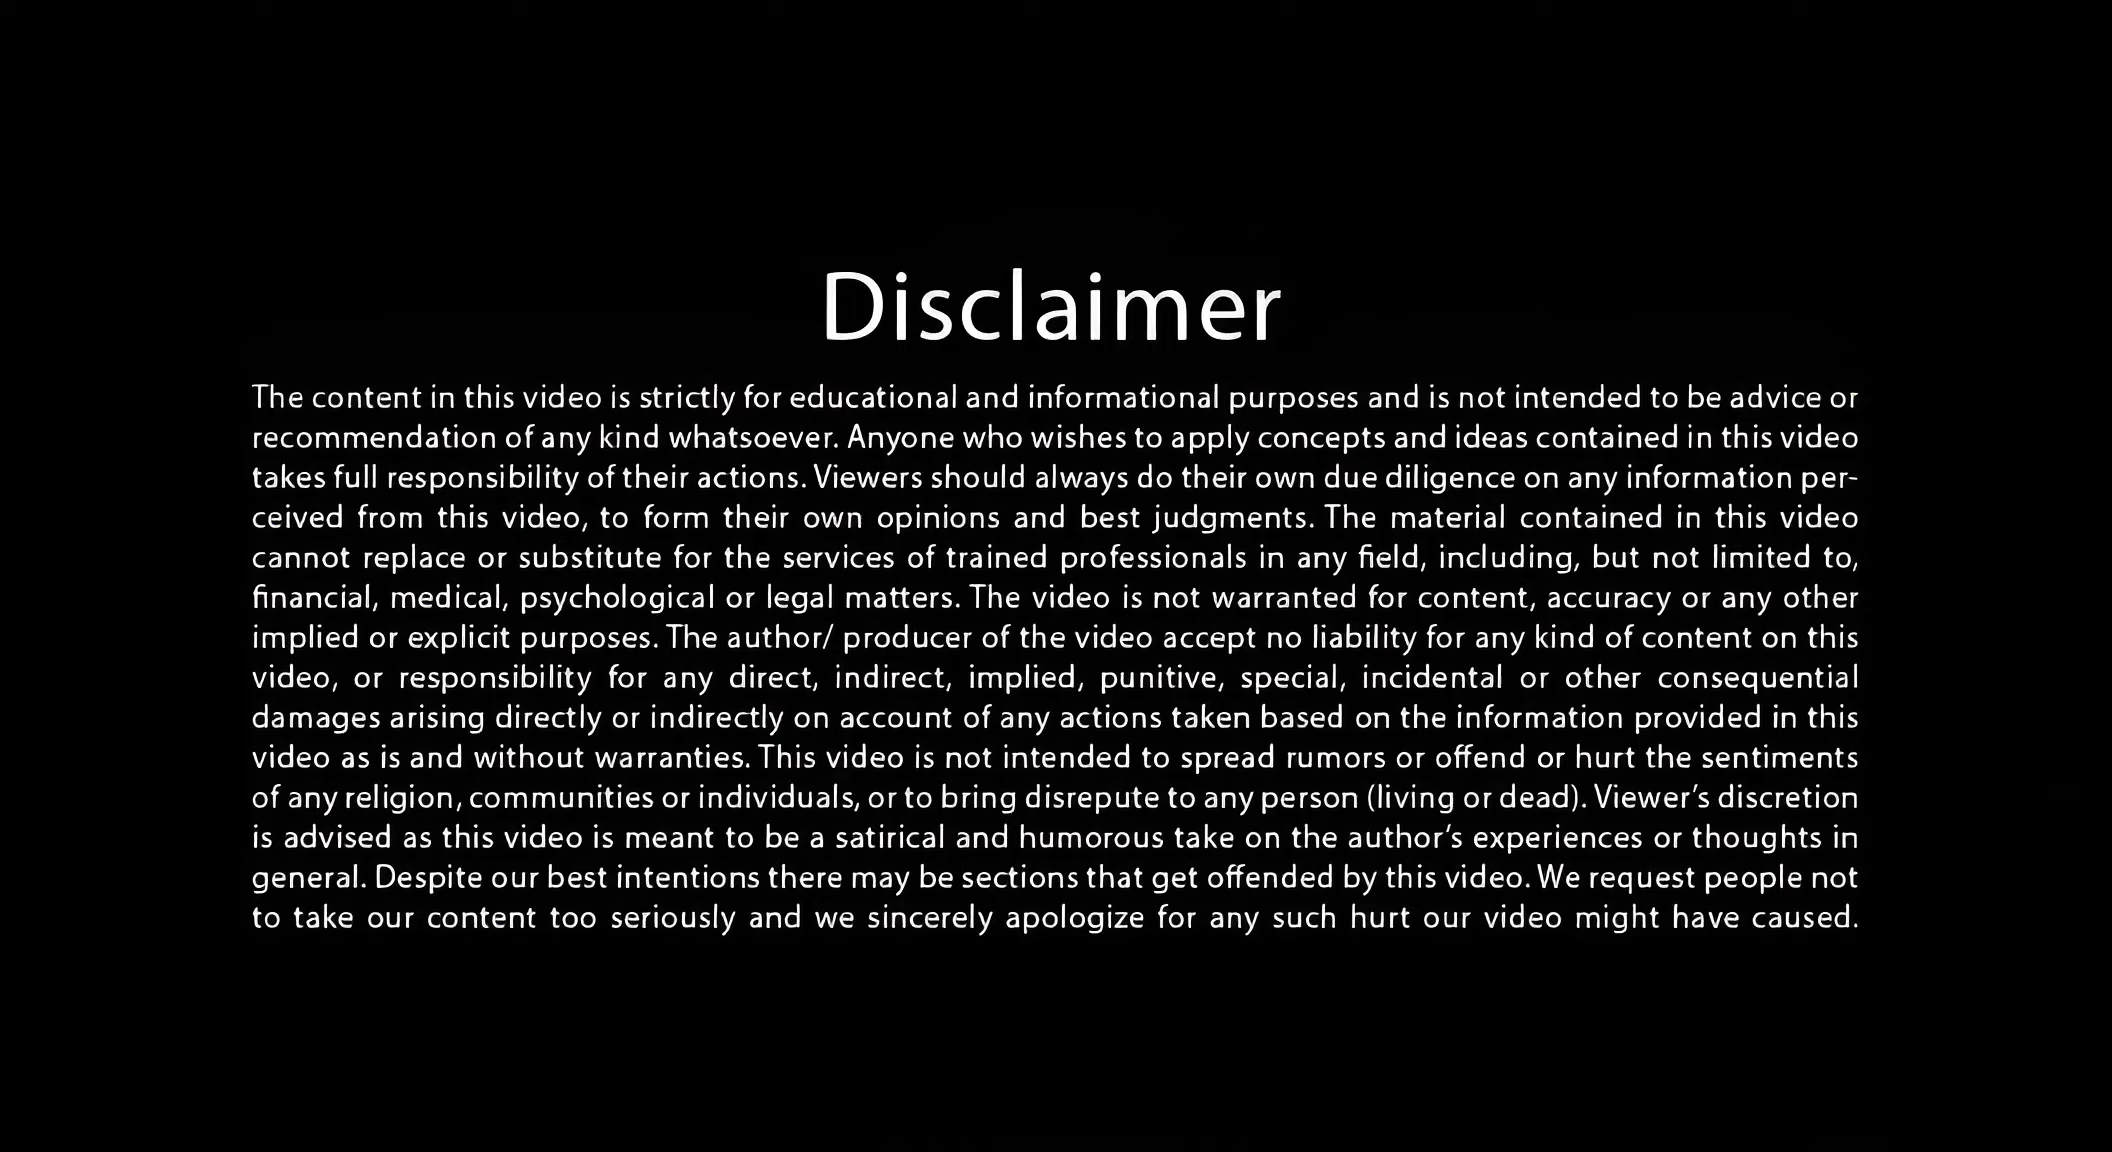 Disclaimer
The content in this video is strictly for educational and informational purposes and is not intended to be advice or
recommendation of any kind whatsoever. Anyone who wishes to apply concepts and ideas contained in this video
takes full responsibility of their actions. Viewers should always do their own due diligence on any information per-
ceived from this video, to form their own opinions and best judgments. The material contained in this video
cannot replace or substitute for the services of trained professionals in any field, including, but not limited to,
financial, medical, psychological or legal matters. The video is not warranted for content, accuracy or any other
implied or explicit purposes. The author/ producer of the video accept no liability for any kind of content on this
video, or responsibility for any direct, indirect, implied, punitive, special, incidental or other consequential
damages arising directly or indirectly on account of any actions taken based on the information provided in this
video as is and without warranties. This video is not intended to spread rumors or offend or hurt the sentiments
of any religion, communities or individuals, or to bring disrepute to any person (living or dead). Viewer’s discretion
is advised as this video is meant to be a satirical and humorous take on the author’s experiences or thoughts in
general. Despite our best intentions there may be sections that get offended by this video. We request people not
to take our content too seriously and we sincerely apologize for any such hurt our video might have caused.